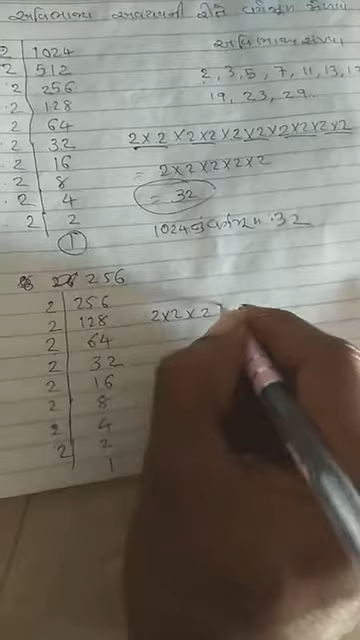 અવિભાજ્ય અવયવની રીતે વર્ગમૂળ
અવિભાજ્ય સંખ્યા
2, 3, 5, 7, 11, 13, 17
19, 23, 29..
2 | 1024
2 | 512
2 | 256
2 | 128
2 | 64
2 | 32
2 | 16
2 | 8
2 | 4
2 | 2
1
2 × 2 × 2 × 2 × 2 × 2 × 2 × 2 × 2 × 2
= 2 × 2 × 2 × 2 × 2
= 32
1024નું વર્ગમૂળ 32
256
2 | 256
2 | 128
2 | 64
2 | 32
2 | 16
2 | 8
2 | 4
2 | 2
1
2 × 2 × 2